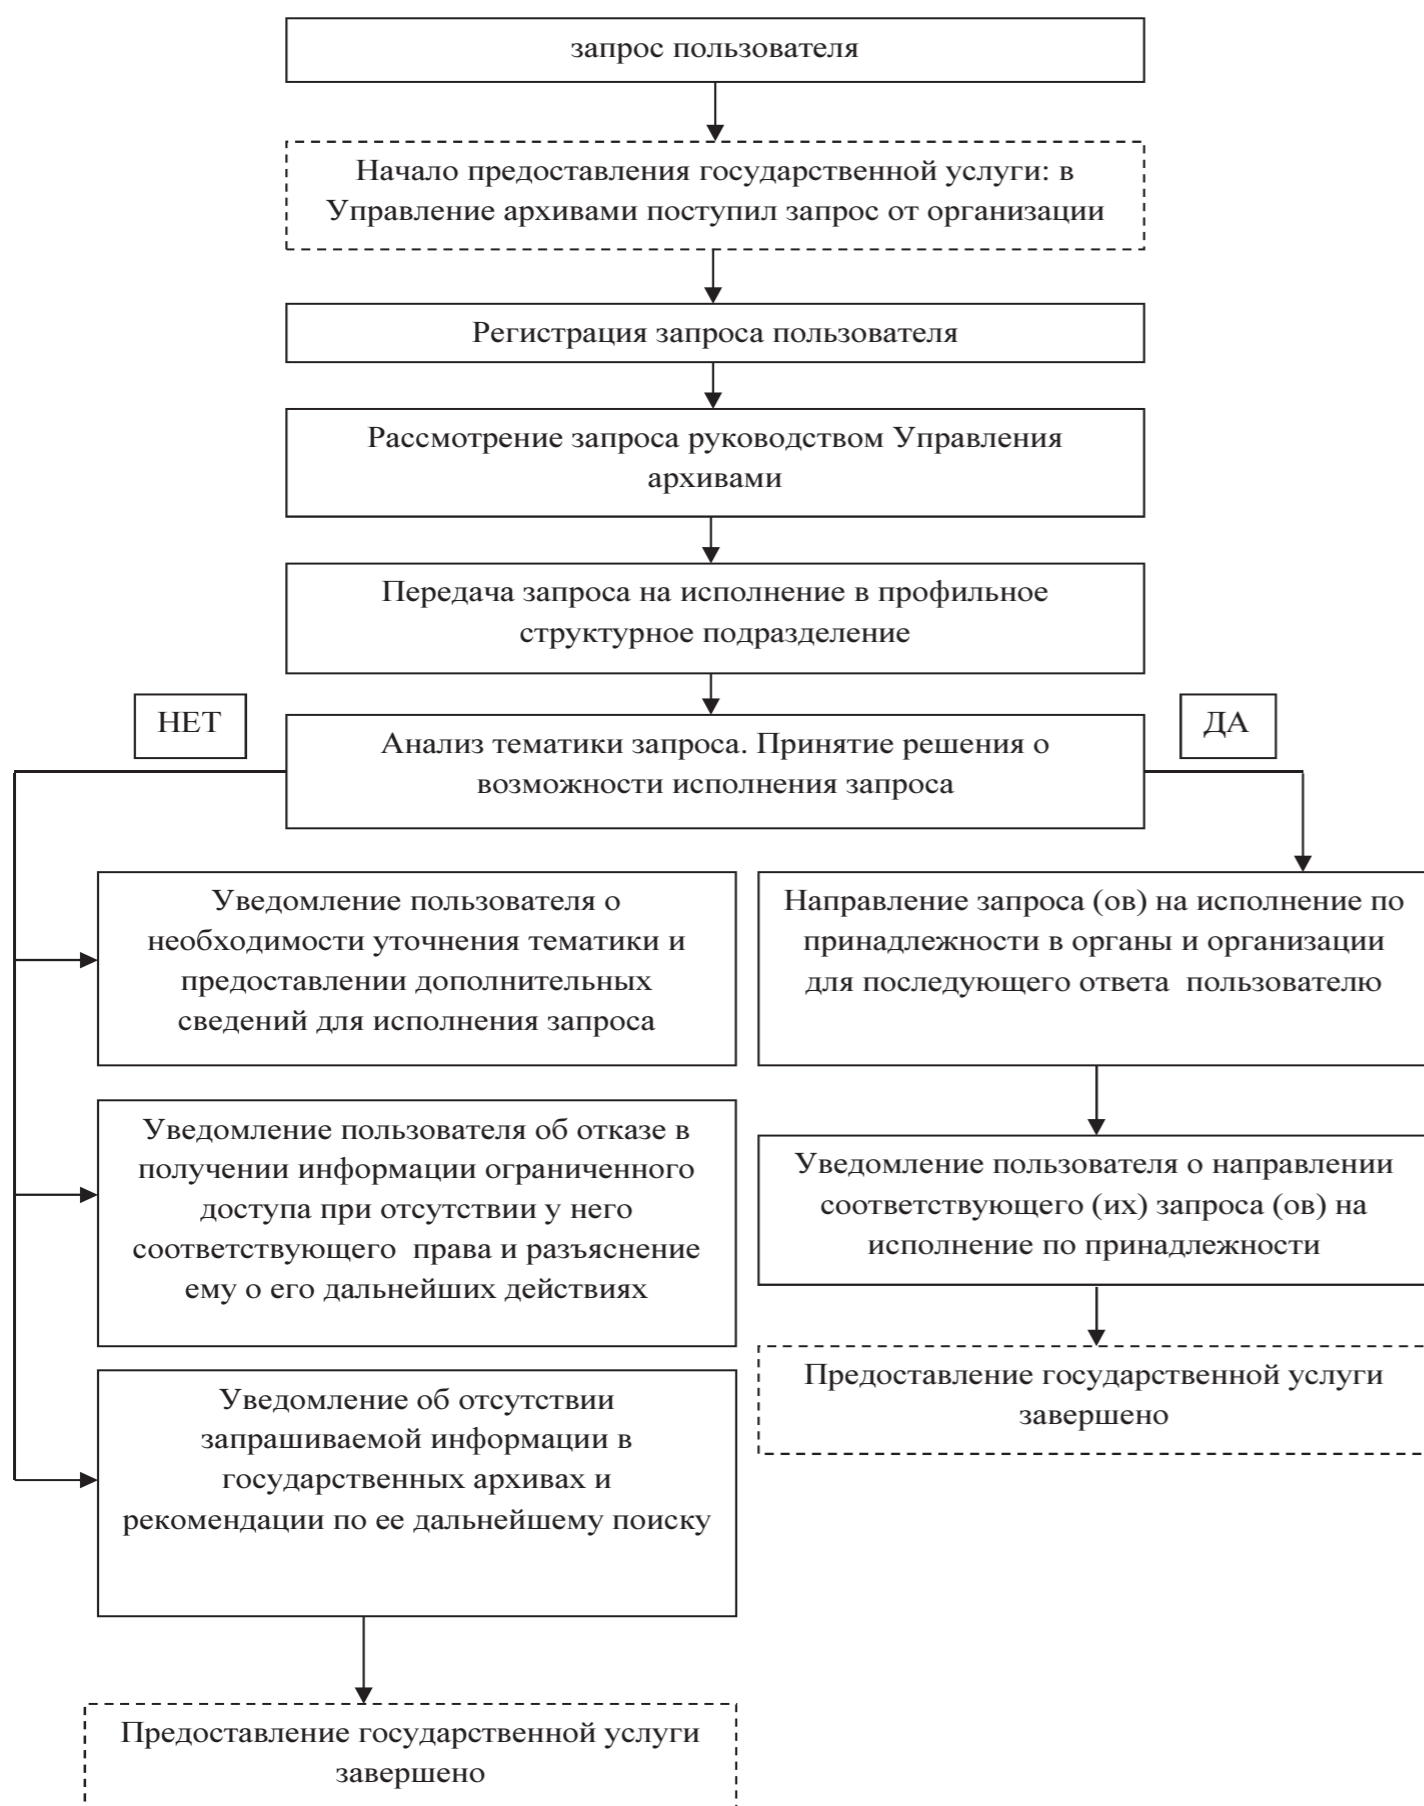 запрос пользователя
Начало предоставления государственной услуги: в
Управление архивами поступил запрос от организации
Регистрация запроса пользователя
Рассмотрение запроса руководством Управления
архивами
Передача запроса на исполнение в профильное
структурное подразделение
НЕТ
ДА
Анализ тематики запроса. Принятие решения о
возможности исполнения запроса
Уведомление пользователя о
необходимости уточнения тематики и
предоставлении дополнительных
сведений для исполнения запроса
Уведомление пользователя об отказе в
получении информации ограниченного
доступа при отсутствии у него
соответствующего  права и разъяснение
ему о его дальнейших действиях
Уведомление об отсутствии
запрашиваемой информации в
государственных архивах и
рекомендации по ее дальнейшему поиску
Предоставление государственной услуги
завершено
Направление запроса (ов) на исполнение по
принадлежности в органы и организации
для последующего ответа  пользователю
Уведомление пользователя о направлении
соответствующего (их) запроса (ов) на
исполнение по принадлежности
Предоставление государственной услуги
завершено